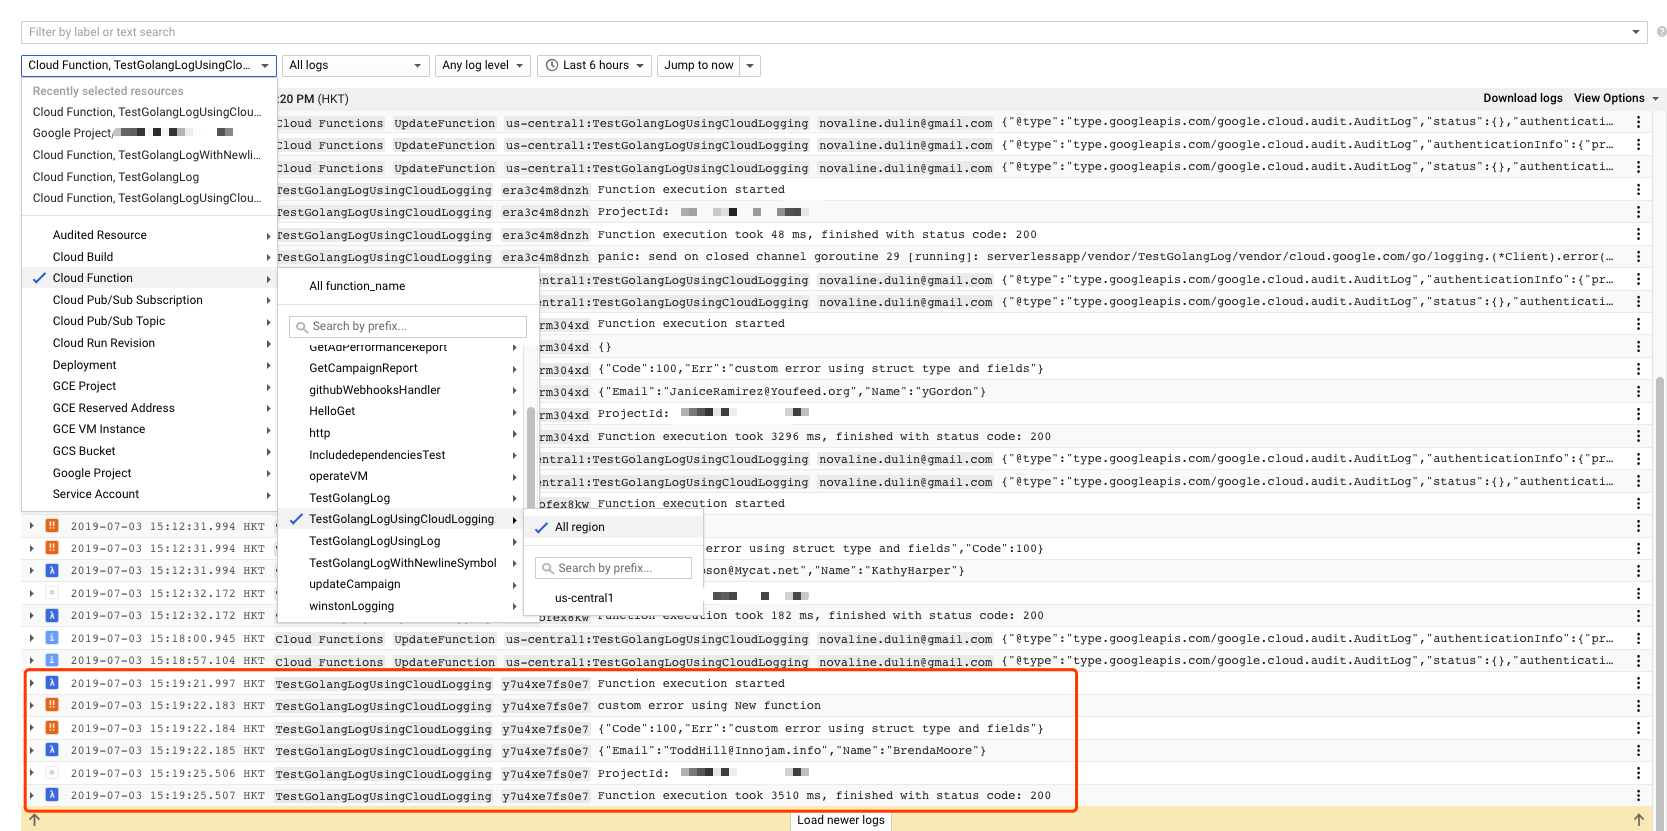 Filter by label or text search
Cloud Function, TestGolangLogUsingClo... All logs Any log level Last 6 hours Jump to now
Recently selected resources
Cloud Function, TestGolangLogUsingClou...
Google Project/
Cloud Function, TestGolangLogWithNewli...
Cloud Function, TestGolangLog
Cloud Function, TestGolangLogUsingClou...
Audited Resource
Cloud Build
Cloud Function
Cloud Pub/Sub Subscription
Cloud Pub/Sub Topic
Cloud Run Revision
Deployment
GCE Project
GCE Reserved Address
GCE VM Instance
GCS Bucket
Google Project
Service Account
All function_name
Search by prefix...
GetAdPerformanceReport
GetCampaignReport
githubWebhooksHandler
HelloGet
http
IncludedependenciesTest
operateVM
TestGolangLog
TestGolangLogUsingCloudLogging
TestGolangLogUsingLog
TestGolangLogWithNewlineSymbol
updateCampaign
winstonLogging
All region
Search by prefix...
us-central1
:20 PM (HKT) Download logs View Options
Cloud Functions UpdateFunction us-central1:TestGolangLogUsingCloudLogging novaline.dulin@gmail.com {"@type":"type.googleapis.com/google.cloud.audit.AuditLog","status":{},"authenticati...
Cloud Functions UpdateFunction us-central1:TestGolangLogUsingCloudLogging novaline.dulin@gmail.com {"@type":"type.googleapis.com/google.cloud.audit.AuditLog","authenticationInfo":{"pr...
Cloud Functions UpdateFunction us-central1:TestGolangLogUsingCloudLogging novaline.dulin@gmail.com {"@type":"type.googleapis.com/google.cloud.audit.AuditLog","status":{},"authenticati...
TestGolangLogUsingCloudLogging era3c4m8dnzh Function execution started
TestGolangLogUsingCloudLogging era3c4m8dnzh ProjectId:
TestGolangLogUsingCloudLogging era3c4m8dnzh Function execution took 48 ms, finished with status code: 200
TestGolangLogUsingCloudLogging era3c4m8dnzh panic: send on closed channel goroutine 29 [running]: serverlessapp/vendor/TestGolangLog/vendor/cloud.google.com/go/logging.(*Client).error(...
entral1:TestGolangLogUsingCloudLogging novaline.dulin@gmail.com {"@type":"type.googleapis.com/google.cloud.audit.AuditLog","authenticationInfo":{"pr...
entral1:TestGolangLogUsingCloudLogging novaline.dulin@gmail.com {"@type":"type.googleapis.com/google.cloud.audit.AuditLog","status":{},"authenticati...
rm304xd Function execution started
rm304xd {}
rm304xd {"Code":100,"Err":"custom error using struct type and fields"}
rm304xd {"Email":"JaniceRamirez@Youfeed.org","Name":"yGordon"}
rm304xd ProjectId:
rm304xd Function execution took 3296 ms, finished with status code: 200
entral1:TestGolangLogUsingCloudLogging novaline.dulin@gmail.com {"@type":"type.googleapis.com/google.cloud.audit.AuditLog","authenticationInfo":{"pr...
entral1:TestGolangLogUsingCloudLogging novaline.dulin@gmail.com {"@type":"type.googleapis.com/google.cloud.audit.AuditLog","status":{},"authenticati...
ofex8kw Function execution started
2019-07-03 15:12:31.994 HKT
2019-07-03 15:12:31.994 HKT error using struct type and fields","Code":100}
2019-07-03 15:12:31.994 HKT son@Mycat.net","Name":"KathyHarper"}
2019-07-03 15:12:32.172 HKT
2019-07-03 15:12:32.172 HKT ofex8kw Function execution took 182 ms, finished with status code: 200
2019-07-03 15:18:00.945 HKT Cloud Functions UpdateFunction us-central1:TestGolangLogUsingCloudLogging novaline.dulin@gmail.com {"@type":"type.googleapis.com/google.cloud.audit.AuditLog","authenticationInfo":{"pr...
2019-07-03 15:18:57.104 HKT Cloud Functions UpdateFunction us-central1:TestGolangLogUsingCloudLogging novaline.dulin@gmail.com {"@type":"type.googleapis.com/google.cloud.audit.AuditLog","status":{},"authenticati...
2019-07-03 15:19:21.997 HKT TestGolangLogUsingCloudLogging y7u4xe7fs0e7 Function execution started
2019-07-03 15:19:22.183 HKT TestGolangLogUsingCloudLogging y7u4xe7fs0e7 custom error using New function
2019-07-03 15:19:22.184 HKT TestGolangLogUsingCloudLogging y7u4xe7fs0e7 {"Code":100,"Err":"custom error using struct type and fields"}
2019-07-03 15:19:22.185 HKT TestGolangLogUsingCloudLogging y7u4xe7fs0e7 {"Email":"ToddHill@Innojam.info","Name":"BrendaMoore"}
2019-07-03 15:19:25.506 HKT TestGolangLogUsingCloudLogging y7u4xe7fs0e7 ProjectId:
2019-07-03 15:19:25.507 HKT TestGolangLogUsingCloudLogging y7u4xe7fs0e7 Function execution took 3510 ms, finished with status code: 200
Load newer logs